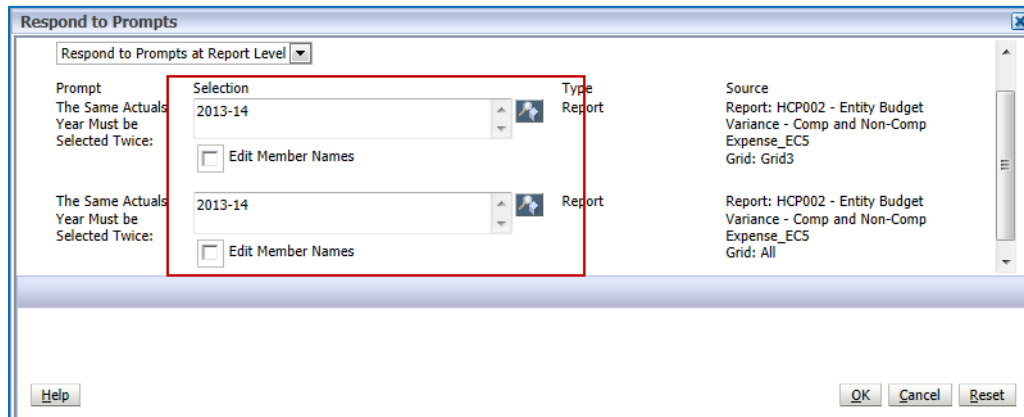 Respond to Prompts
Respond to Prompts at Report Level
Prompt Selection Type Source
The Same Actuals 2013-14 Report Report: HCP002 - Entity Budget
Year Must be Variance - Comp and Non-Comp
Selected Twice: Expense_EC5
Edit Member Names Grid: Grid3
The Same Actuals 2013-14 Report Report: HCP002 - Entity Budget
Year Must be Variance - Comp and Non-Comp
Selected Twice: Expense_EC5
Edit Member Names Grid: All
Help OK Cancel Reset